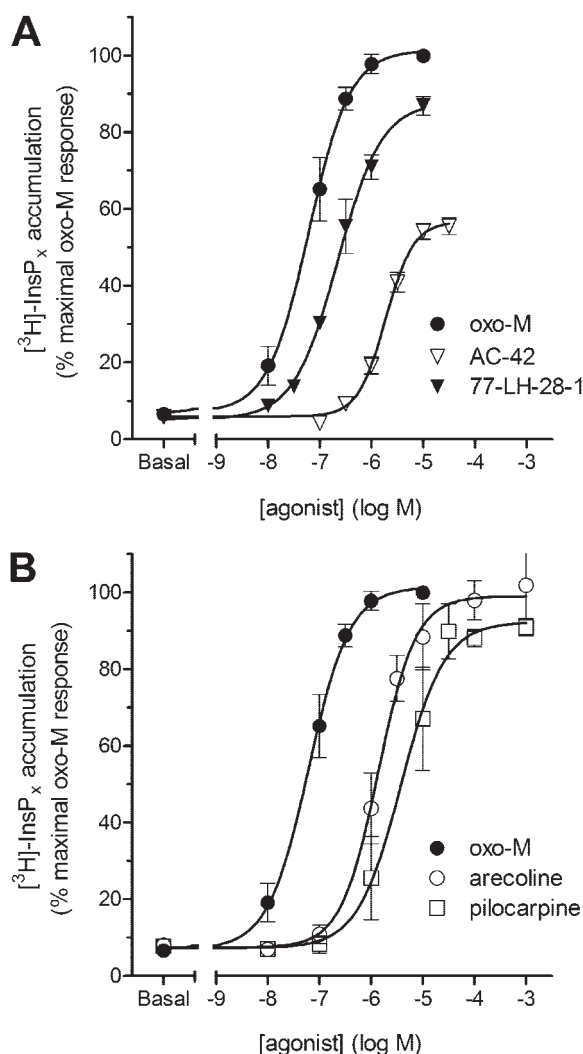 A
[³H]-InsPₓ accumulation
(% maximal oxo-M response)
100
80
60
40
20
0
oxo-M
AC-42
77-LH-28-1
Basal -9 -8 -7 -6 -5 -4 -3
[agonist] (log M)
B
[³H]-InsPₓ accumulation
(% maximal oxo-M response)
100
80
60
40
20
0
oxo-M
arecoline
pilocarpine
Basal -9 -8 -7 -6 -5 -4 -3
[agonist] (log M)